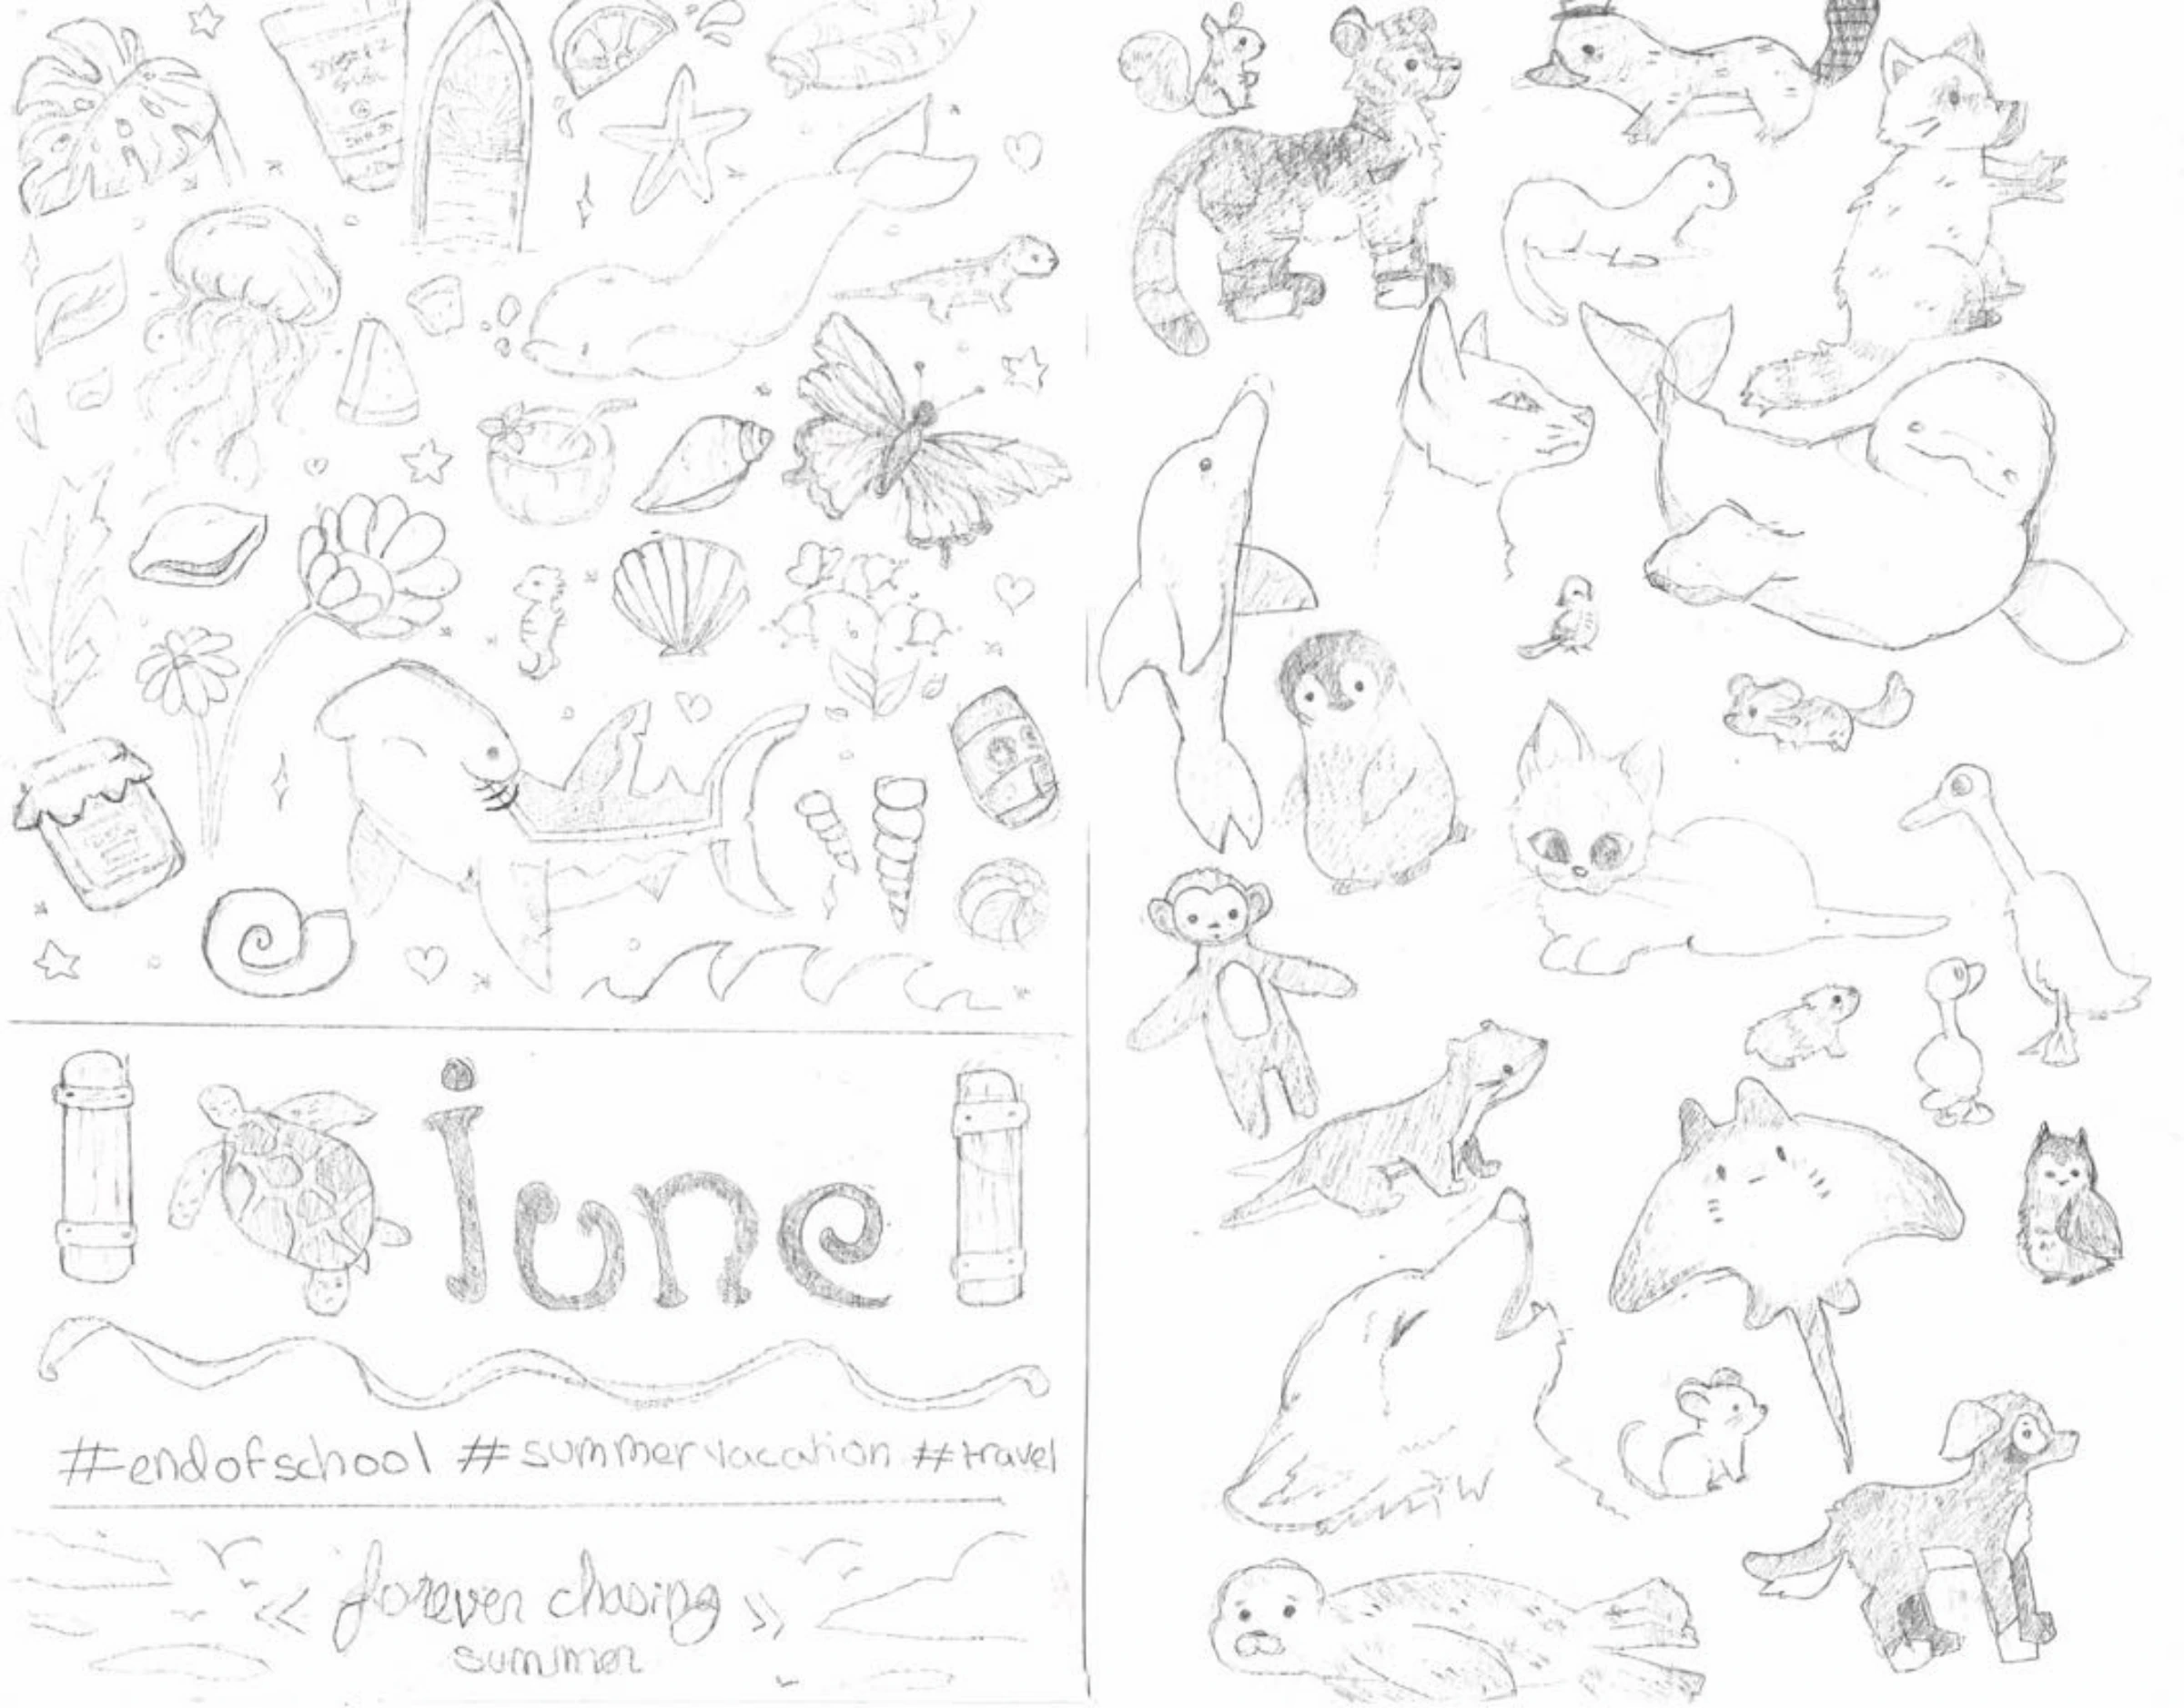 june
#endofschool #summervacation #travel
<< forever chasing >>
summer